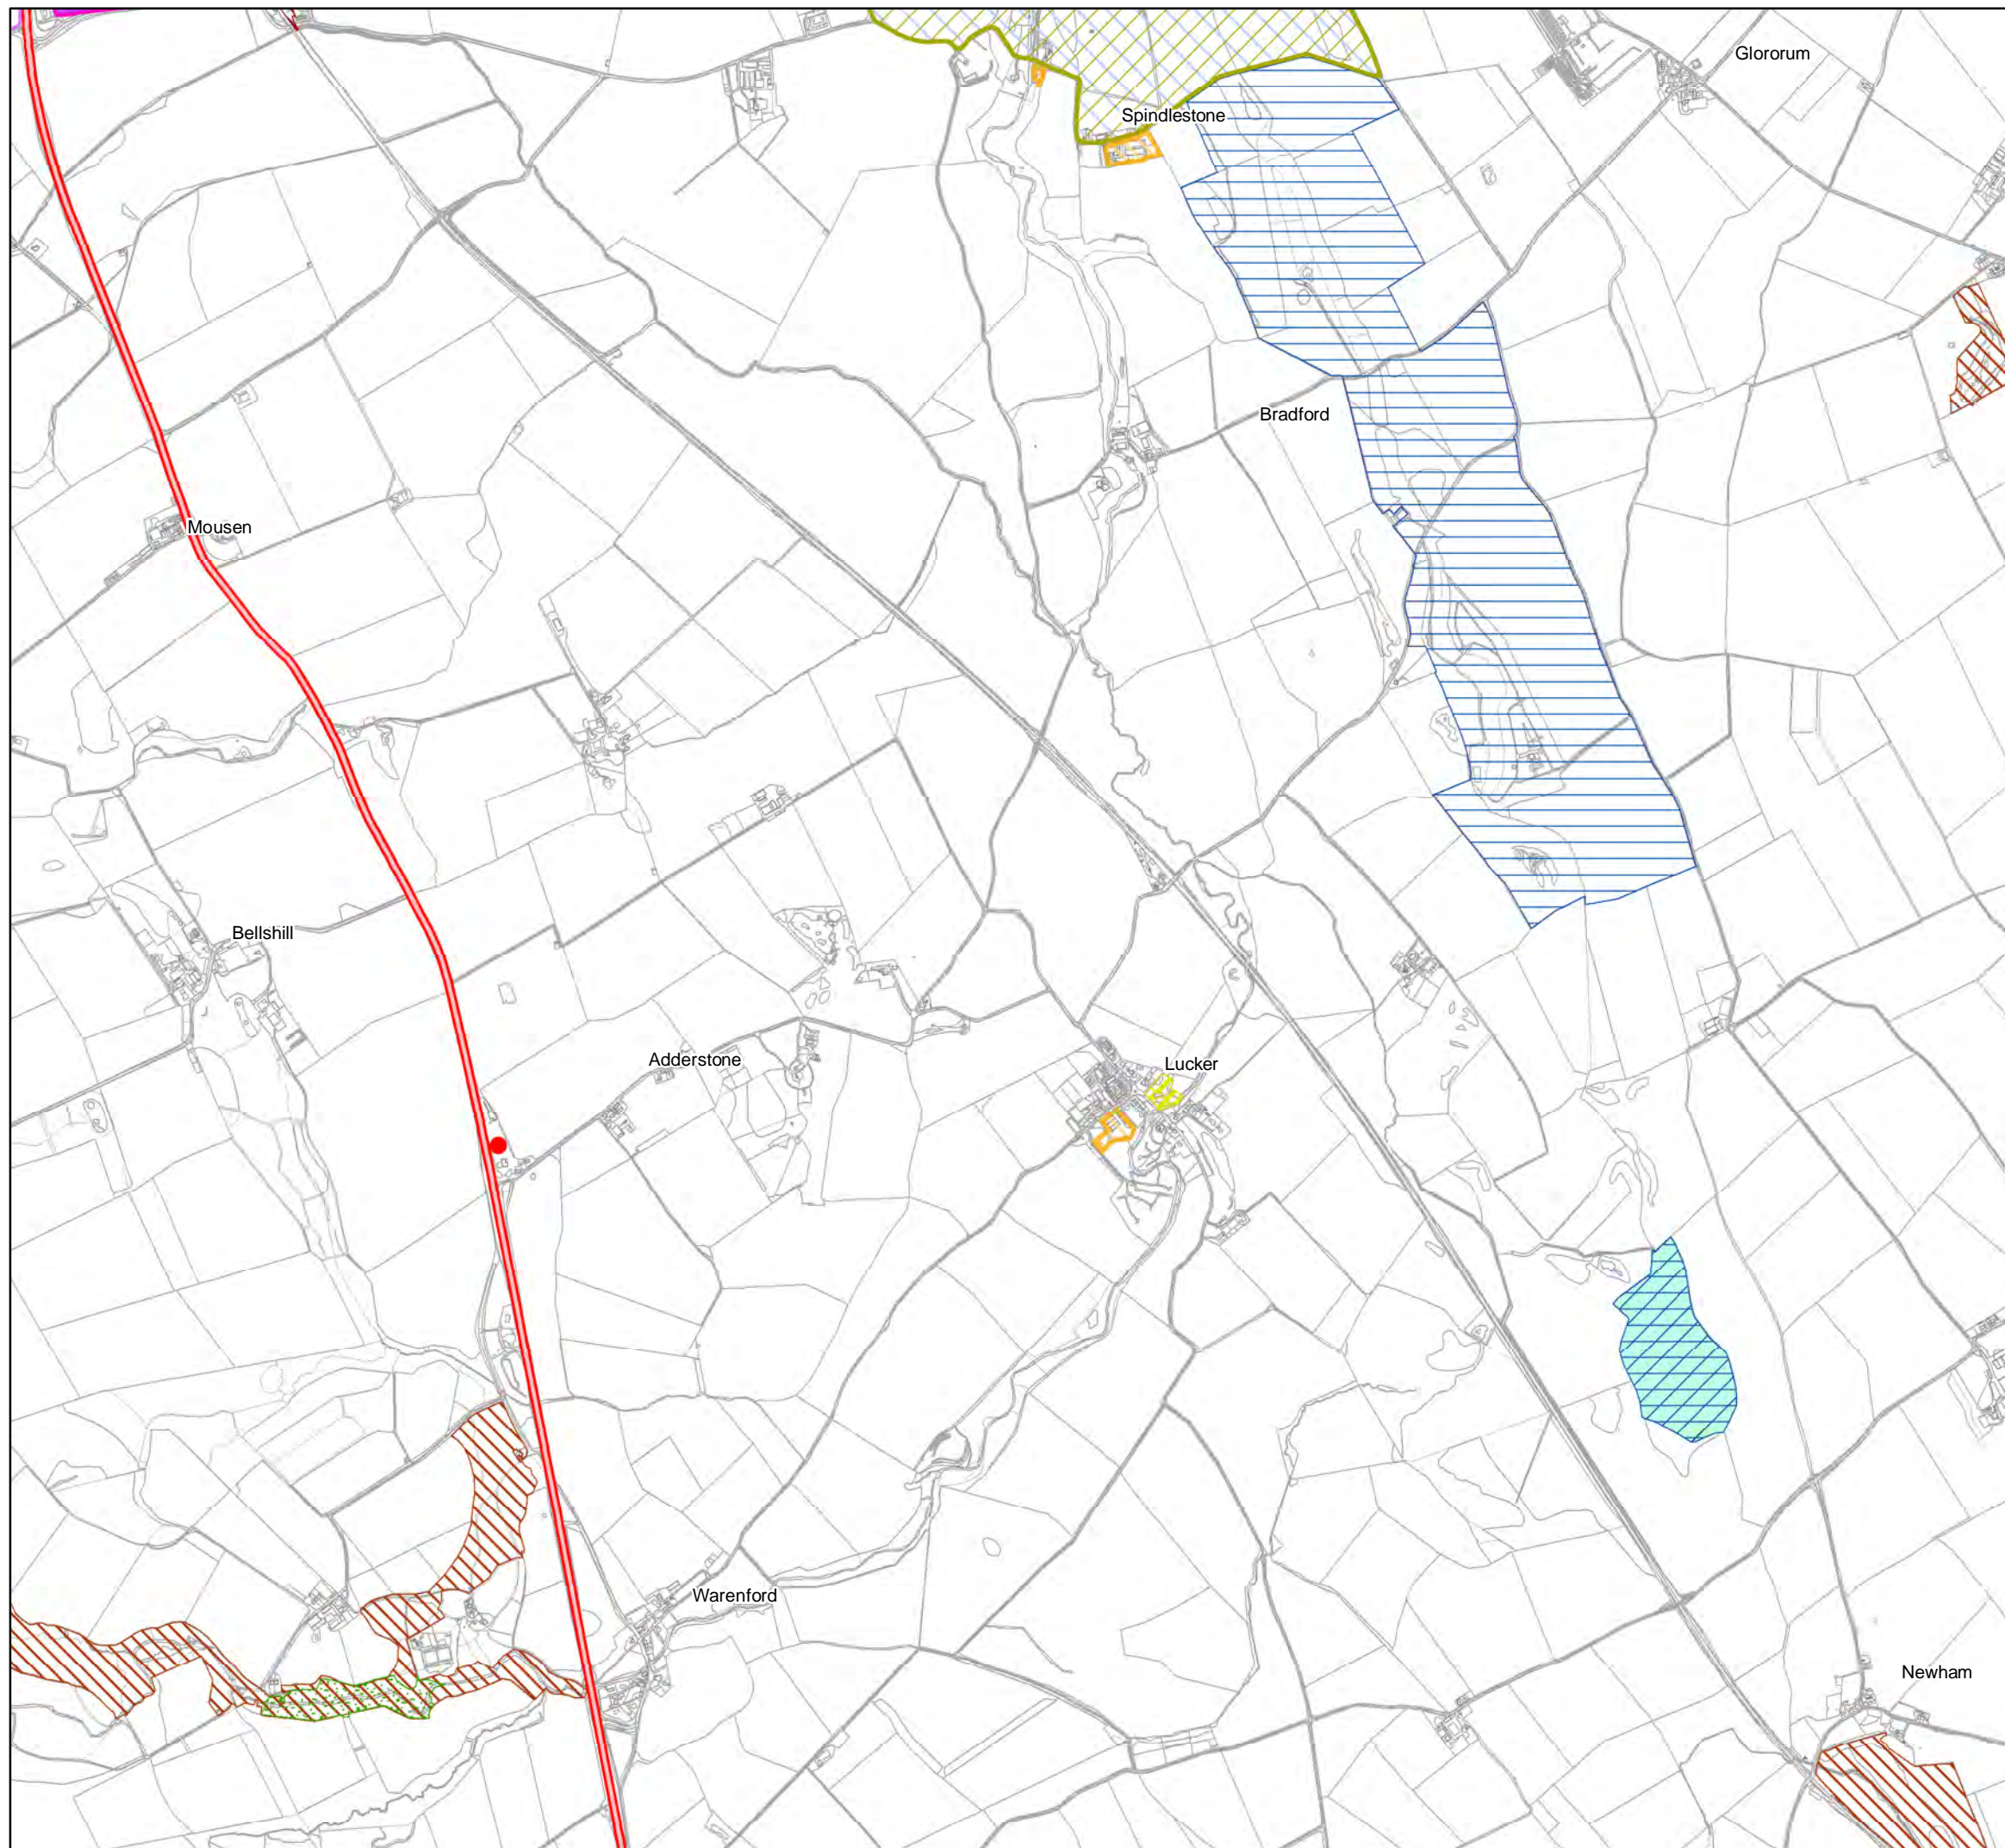 Glororum
Spindlestone
Bradford
Mousen
Bellshill
Adderstone
Lucker
Warenford
Newham